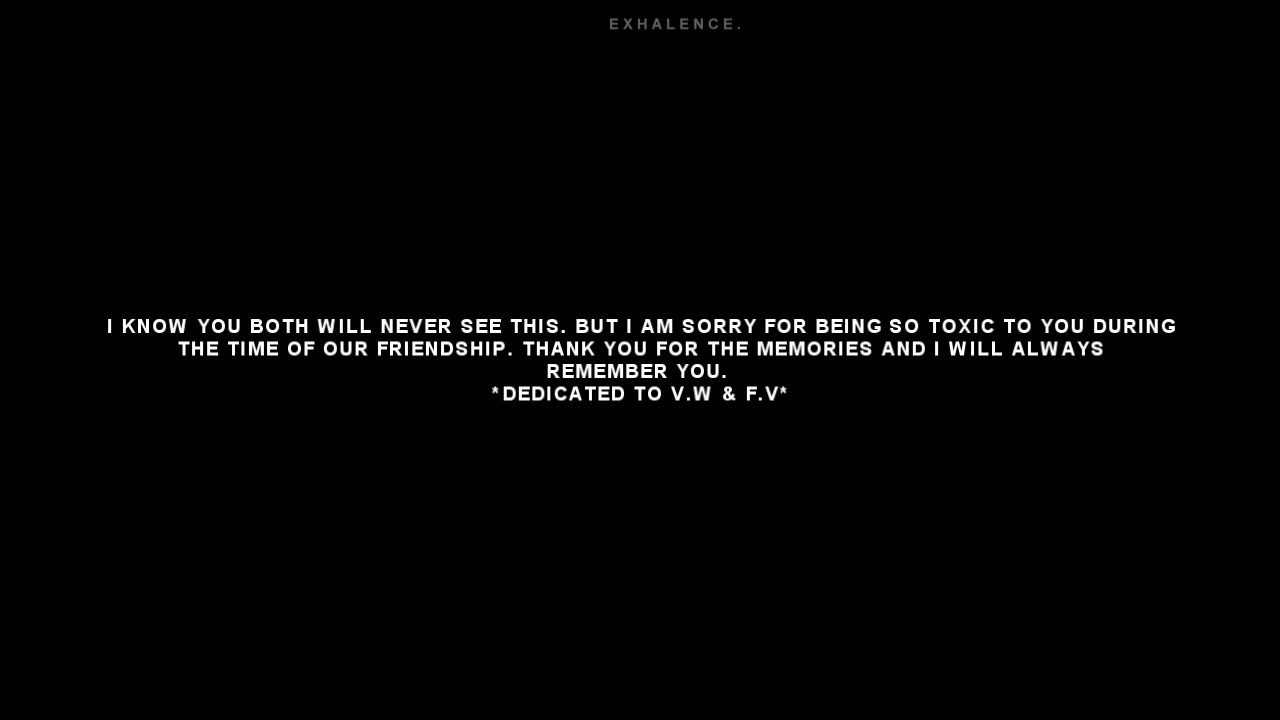 EXHALENCE.
I KNOW YOU BOTH WILL NEVER SEE THIS. BUT I AM SORRY FOR BEING SO TOXIC TO YOU DURING
THE TIME OF OUR FRIENDSHIP. THANK YOU FOR THE MEMORIES AND I WILL ALWAYS
REMEMBER YOU.
*DEDICATED TO V.W & F.V*